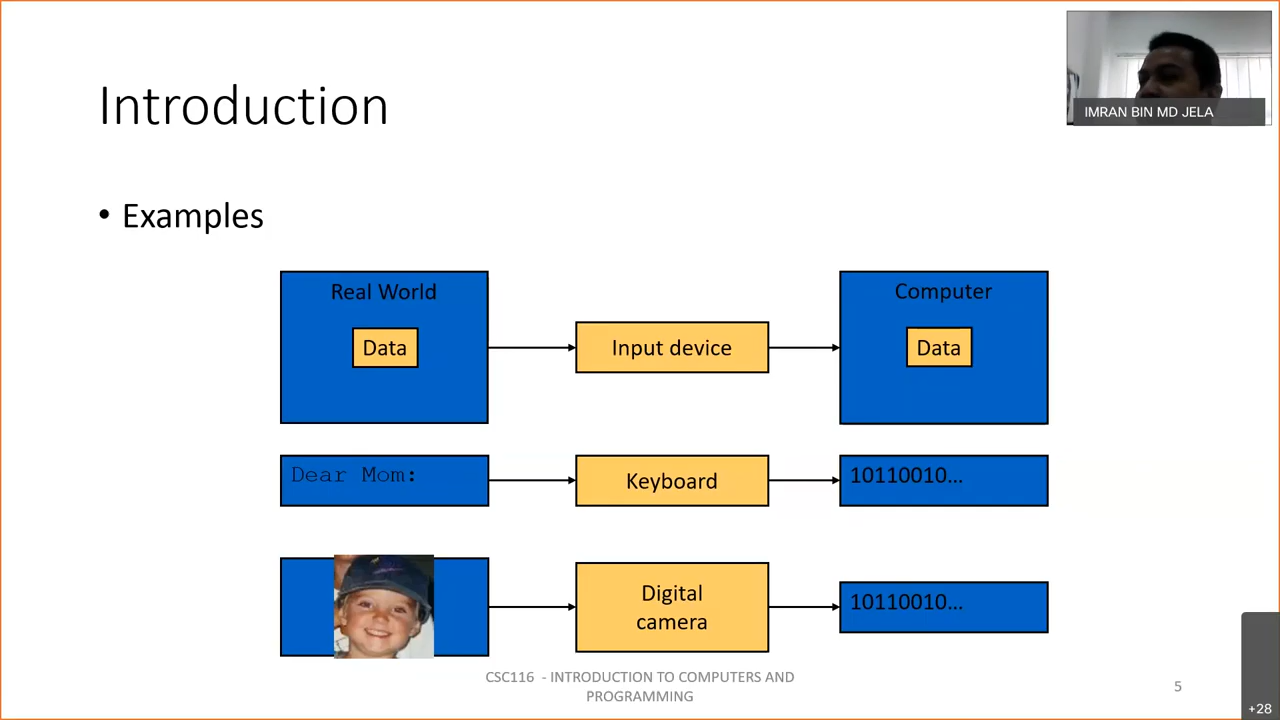 IMRAN BIN MD JELA
Introduction
• Examples
Real World
Data
Input device
Computer
Data
Dear Mom:
Keyboard
10110010...
Digital
camera
10110010...
CSC116 - INTRODUCTION TO COMPUTERS AND
PROGRAMMING
5
+28